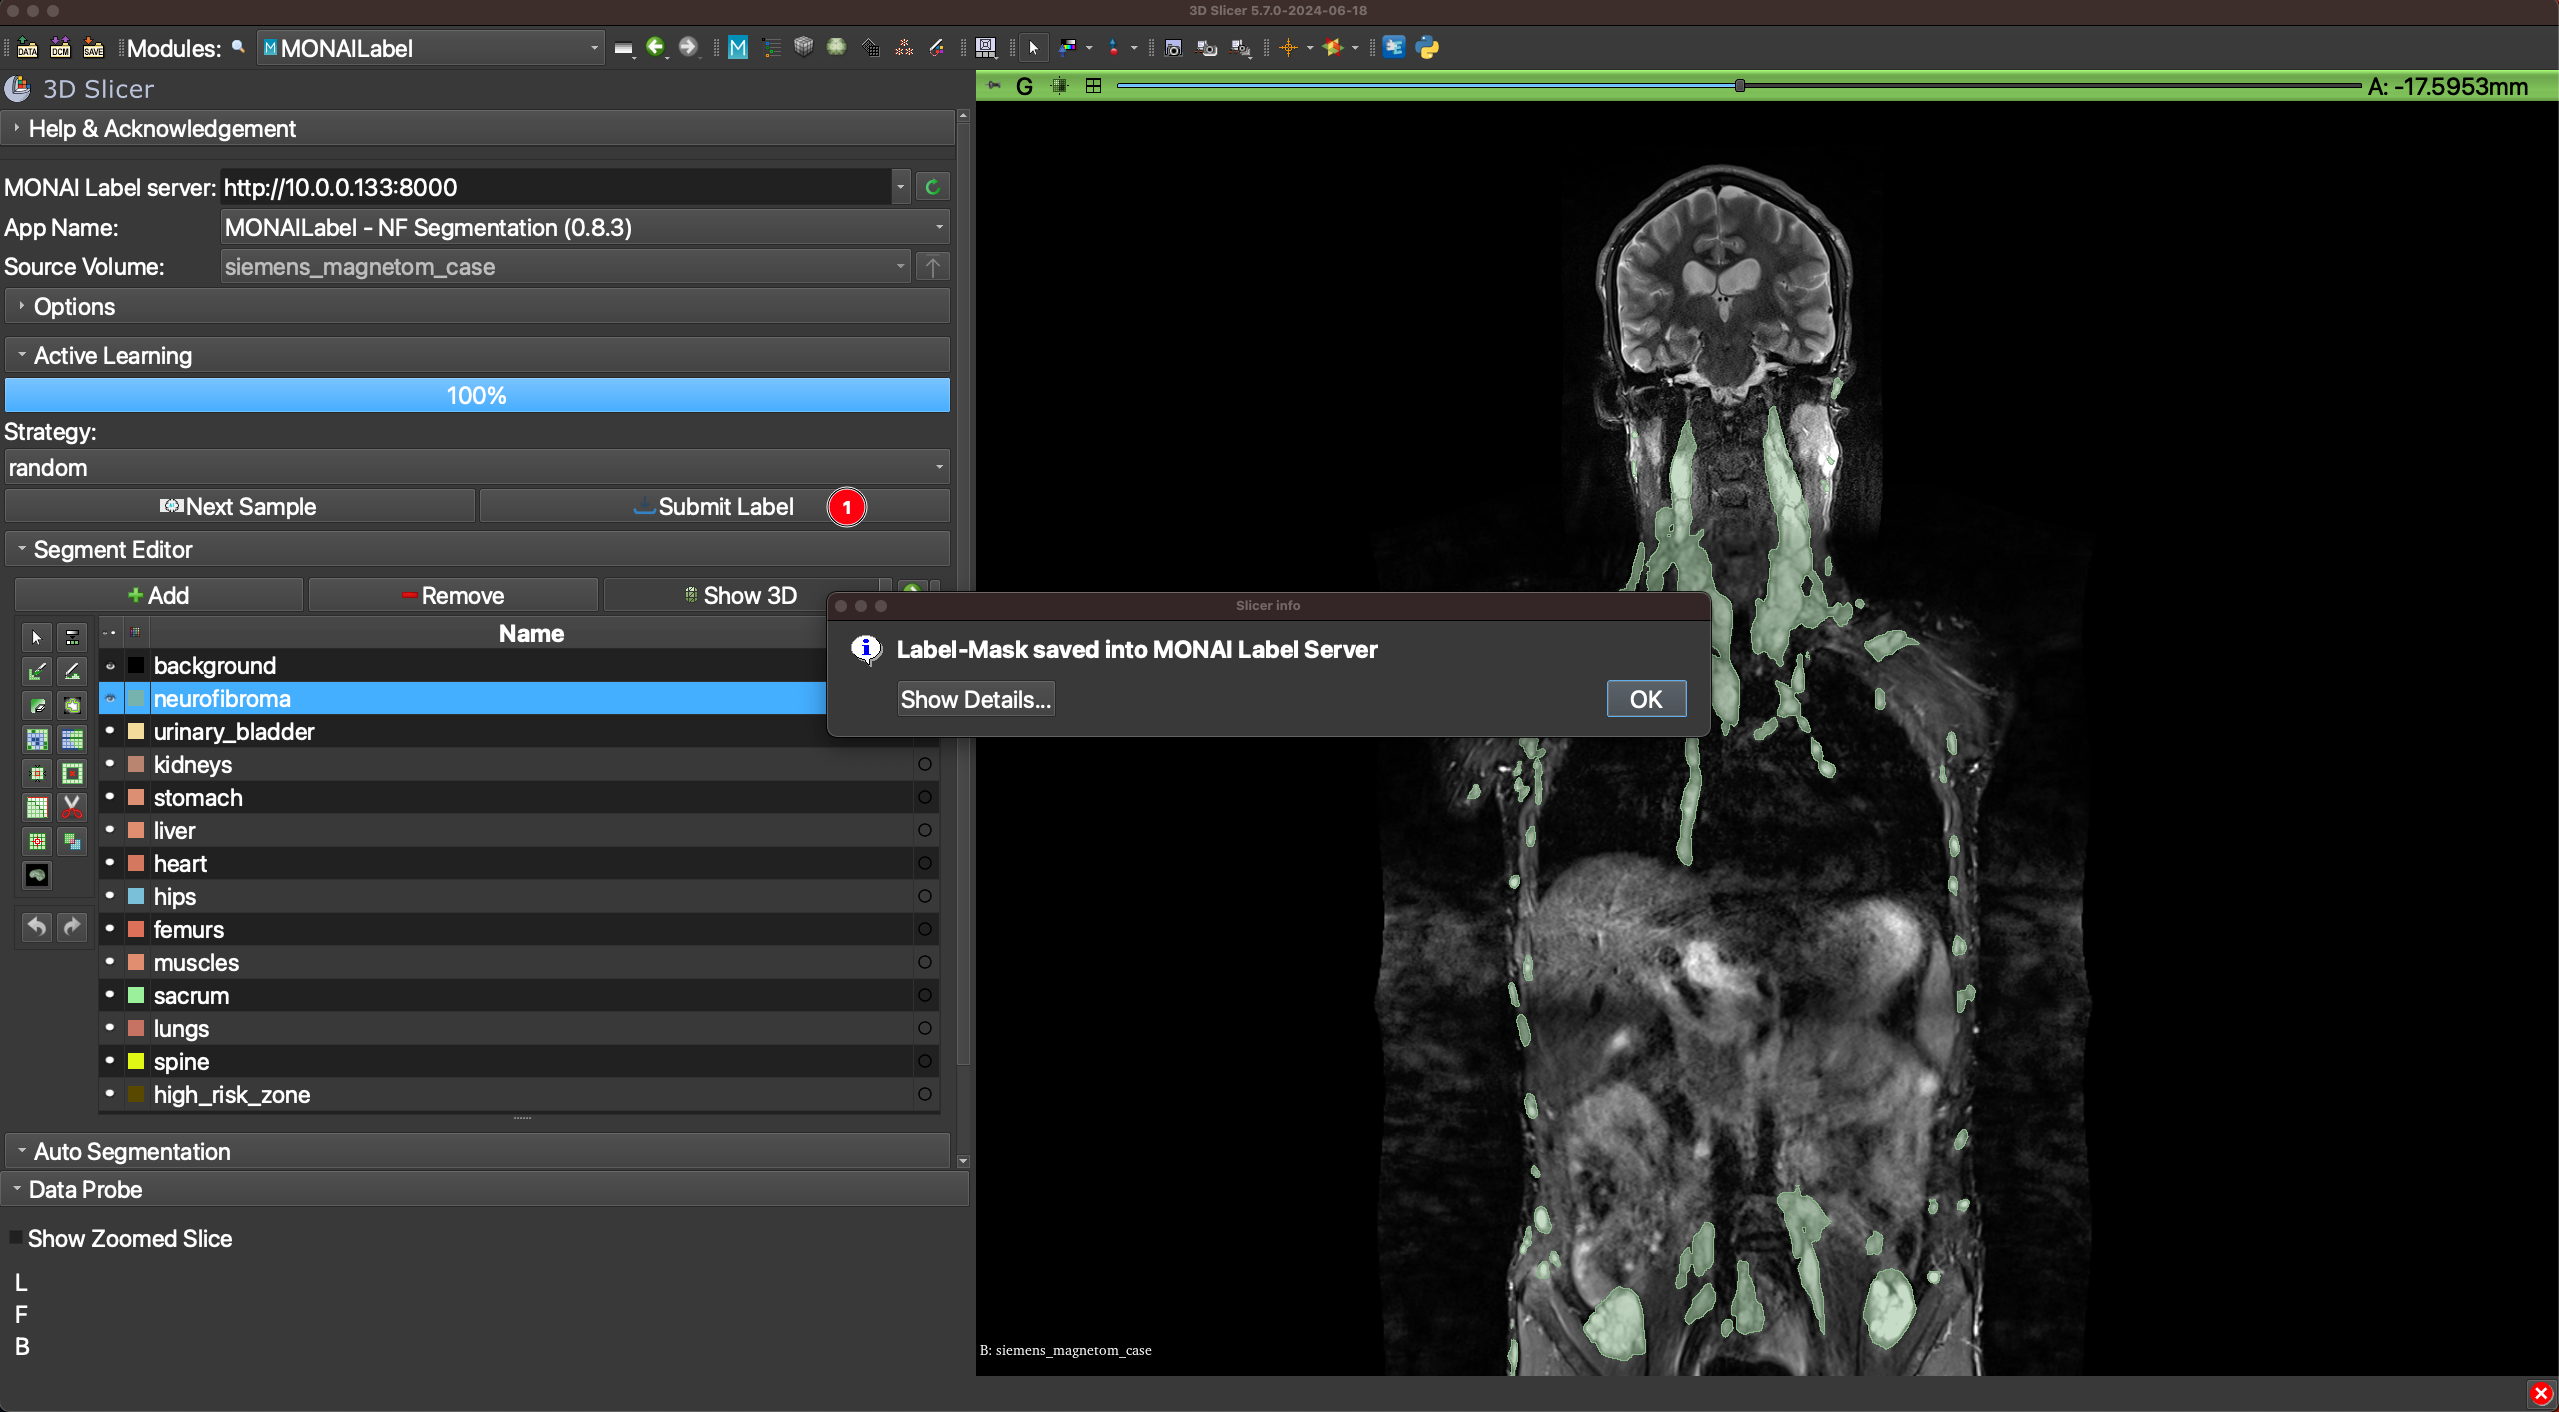 3D Slicer 5.7.0-2024-06-18
DATA DCM SAVE Modules: M MONAILabel M
3D Slicer
G A: -17.5953mm
Help & Acknowledgement
MONAI Label server: http://10.0.0.133:8000
App Name: MONAILabel - NF Segmentation (0.8.3)
Source Volume: siemens_magnetom_case
Options
Active Learning
100%
Strategy:
random
Next Sample Submit Label 1
Segment Editor
Add Remove Show 3D
Name
background
neurofibroma
urinary_bladder
kidneys
stomach
liver
heart
hips
femurs
muscles
sacrum
lungs
spine
high_risk_zone
Slicer info
Label-Mask saved into MONAI Label Server
Show Details... OK
Auto Segmentation
Data Probe
Show Zoomed Slice
L
F
B
B: siemens_magnetom_case